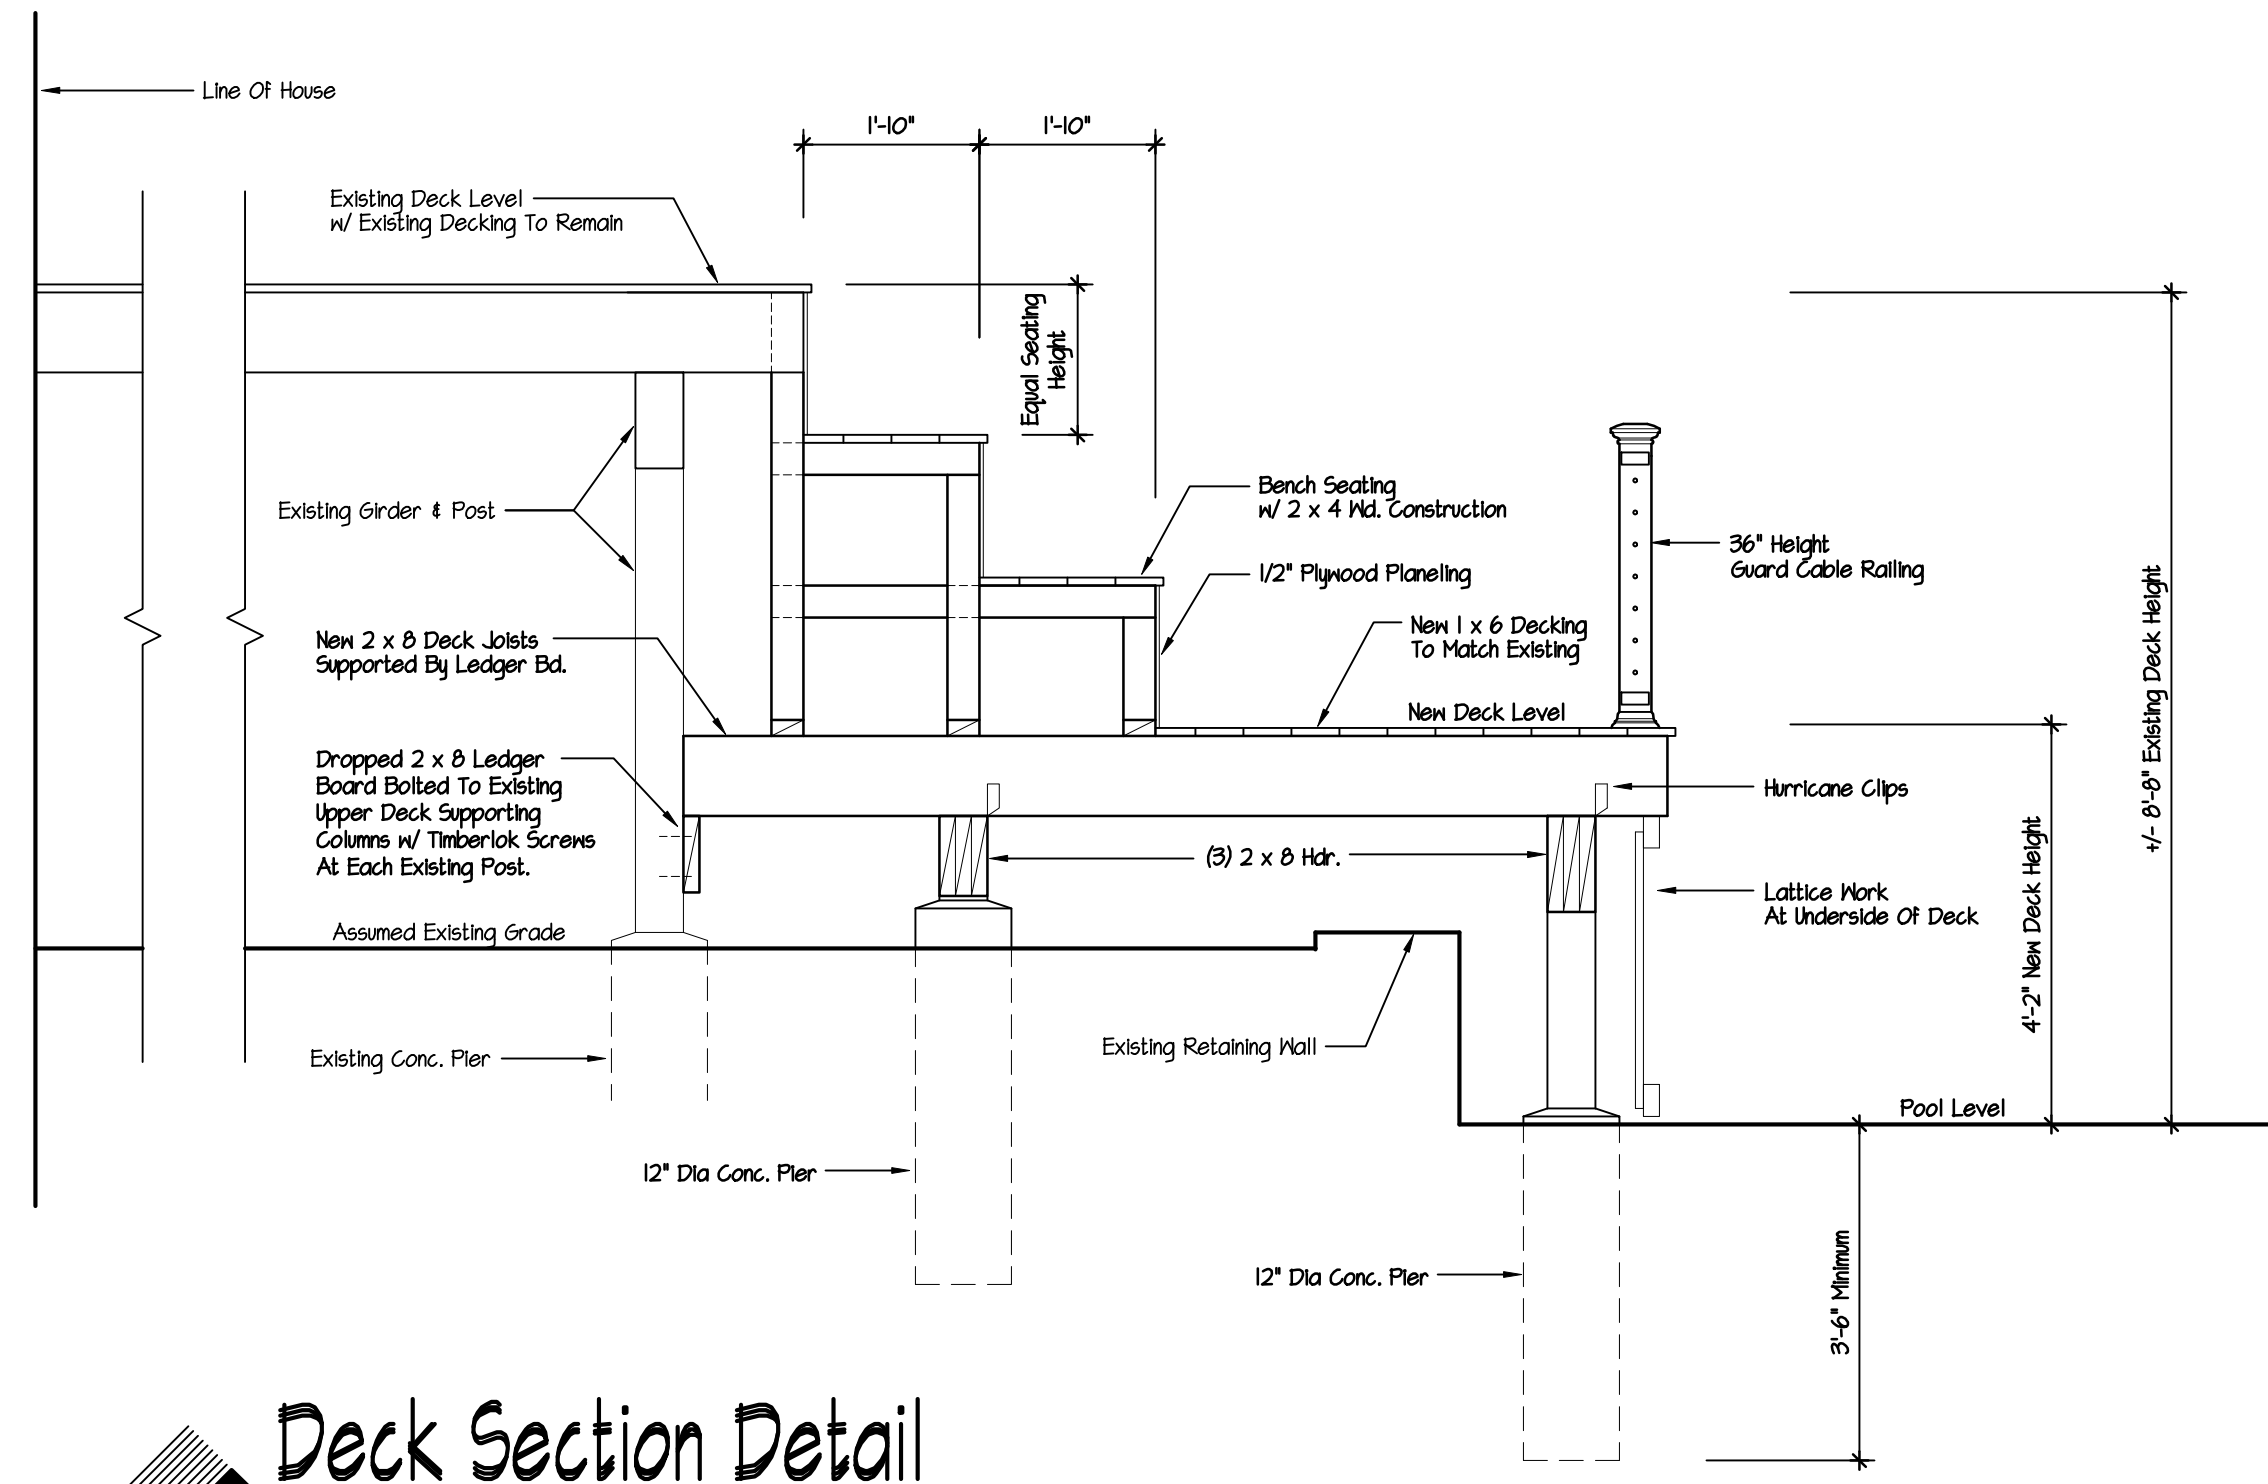 Line Of House
1'-10"
1'-10"
Existing Deck Level
w/ Existing Decking To Remain
Equal Seating
Height
Existing Girder & Post
Bench Seating
w/ 2 x 4 Wd. Construction
36" Height
Guard Cable Railing
1/2" Plywood Planeling
New 1 x 6 Decking
To Match Existing
New 2 x 8 Deck Joists
Supported By Ledger Bd.
New Deck Level
+/- 8'-8" Existing Deck Height
Dropped 2 x 8 Ledger
Board Bolted To Existing
Upper Deck Supporting
Columns w/ Timberlok Screws
At Each Existing Post.
Hurricane Clips
(3) 2 x 8 Hdr.
4'-2" New Deck Height
Lattice Work
At Underside Of Deck
Assumed Existing Grade
Existing Conc. Pier
Existing Retaining Wall
Pool Level
12" Dia Conc. Pier
12" Dia Conc. Pier
3'-6" Minimum
Deck Section Detail